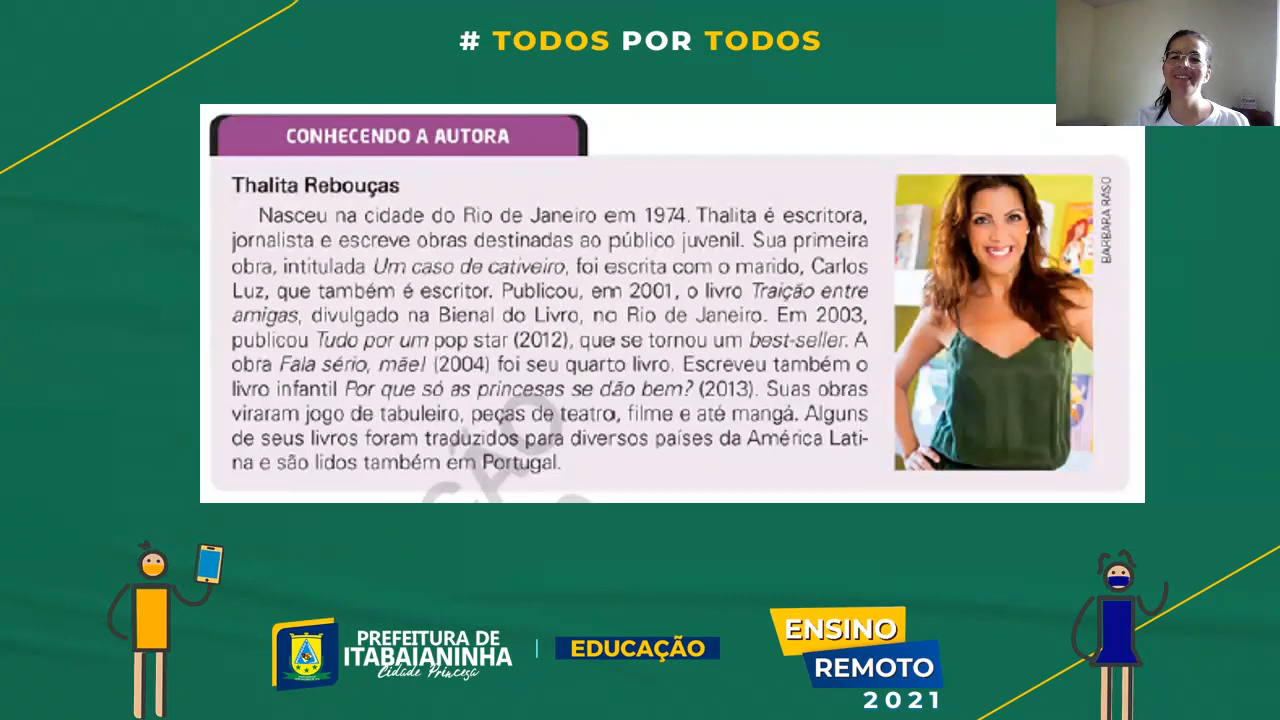 # TODOS POR TODOS
CONHECENDO A AUTORA
Thalita Rebouças
Nasceu na cidade do Rio de Janeiro em 1974. Thalita é escritora,
jornalista e escreve obras destinadas ao público juvenil. Sua primeira
obra, intitulada Um caso de cativeiro, foi escrita com o marido, Carlos
Luz, que também é escritor. Publicou, em 2001, o livro Traição entre
amigas, divulgado na Bienal do Livro, no Rio de Janeiro. Em 2003,
publicou Tudo por um pop star (2012), que se tornou um best-seller. A
obra Fala sério, mãe! (2004) foi seu quarto livro. Escreveu também o
livro infantil Por que só as princesas se dão bem? (2013). Suas obras
viraram jogo de tabuleiro, peças de teatro, filme e até mangá. Alguns
de seus livros foram traduzidos para diversos países da América Lati-
na e são lidos também em Portugal.
BARBARA RASO
PREFEITURA DE
ITABAIANINHA
Cidade Princesa
EDUCAÇÃO
ENSINO
REMOTO
2021